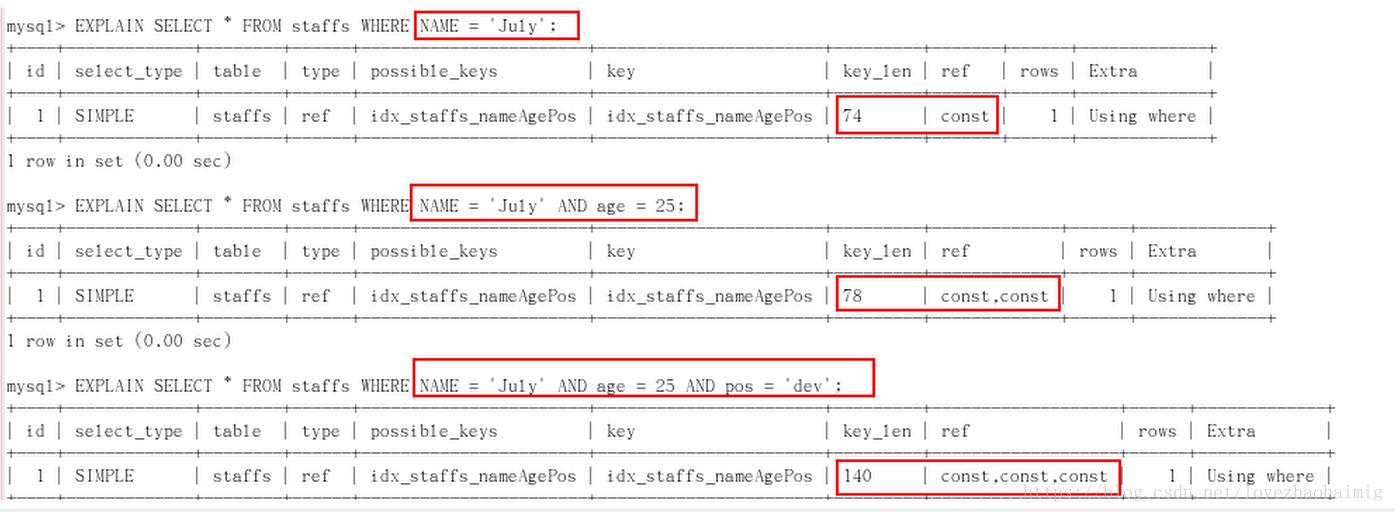 mysql> EXPLAIN SELECT * FROM staffs WHERE NAME = 'July';
| id | select_type | table | type | possible_keys | key | key_len | ref | rows | Extra |
| 1 | SIMPLE | staffs | ref | idx_staffs_nameAgePos | idx_staffs_nameAgePos | 74 | const | 1 | Using where |
1 row in set (0.00 sec)
mysql> EXPLAIN SELECT * FROM staffs WHERE NAME = 'July' AND age = 25;
| id | select_type | table | type | possible_keys | key | key_len | ref | rows | Extra |
| 1 | SIMPLE | staffs | ref | idx_staffs_nameAgePos | idx_staffs_nameAgePos | 78 | const,const | 1 | Using where |
1 row in set (0.00 sec)
mysql> EXPLAIN SELECT * FROM staffs WHERE NAME = 'July' AND age = 25 AND pos = 'dev';
| id | select_type | table | type | possible_keys | key | key_len | ref | rows | Extra |
| 1 | SIMPLE | staffs | ref | idx_staffs_nameAgePos | idx_staffs_nameAgePos | 140 | const,const,const | 1 | Using where |
https://blog.csdn.net/lovezhaohaimig